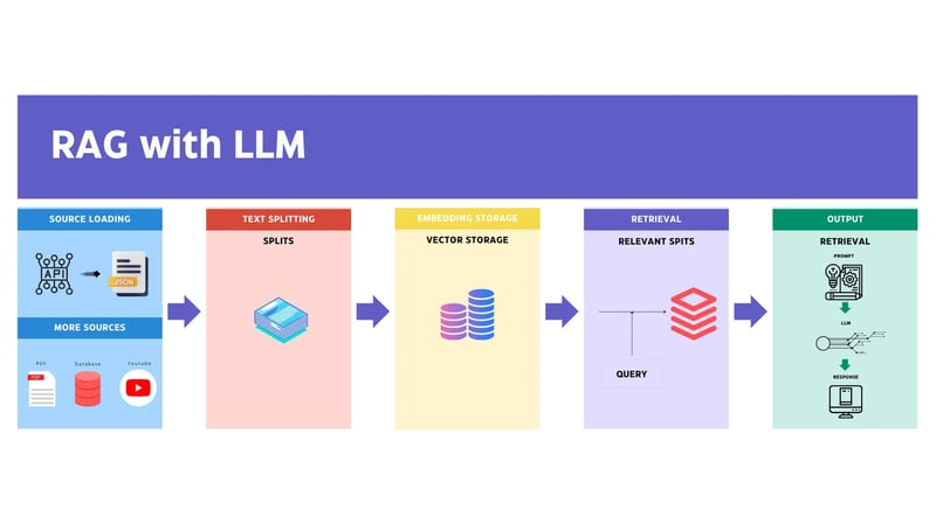 RAG with LLM
SOURCE LOADING
API
JSON
MORE SOURCES
PDF
Database
Youtube
PDF
TEXT SPLITTING
SPLITS
EMBEDDING STORAGE
VECTOR STORAGE
RETRIEVAL
RELEVANT SPITS
QUERY
OUTPUT
RETRIEVAL
PROMPT
LLM
RESPONSE